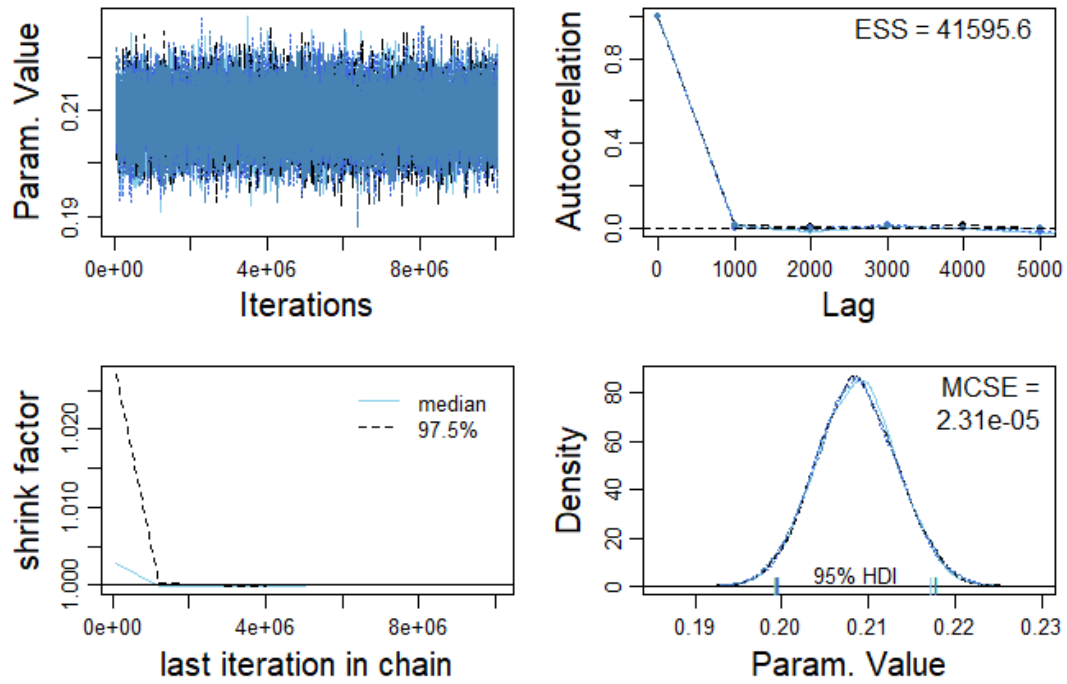 Param. Value
0.21
0.19
0e+00 4e+06 8e+06
Iterations
ESS = 41595.6
Autocorrelation
0.8
0.4
0.0
0 1000 2000 3000 4000 5000
Lag
shrink factor
1.020
1.010
1.000
median
97.5%
0e+00 4e+06 8e+06
last iteration in chain
MCSE =
2.31e-05
Density
80
60
40
20
0
95% HDI
0.19 0.20 0.21 0.22 0.23
Param. Value